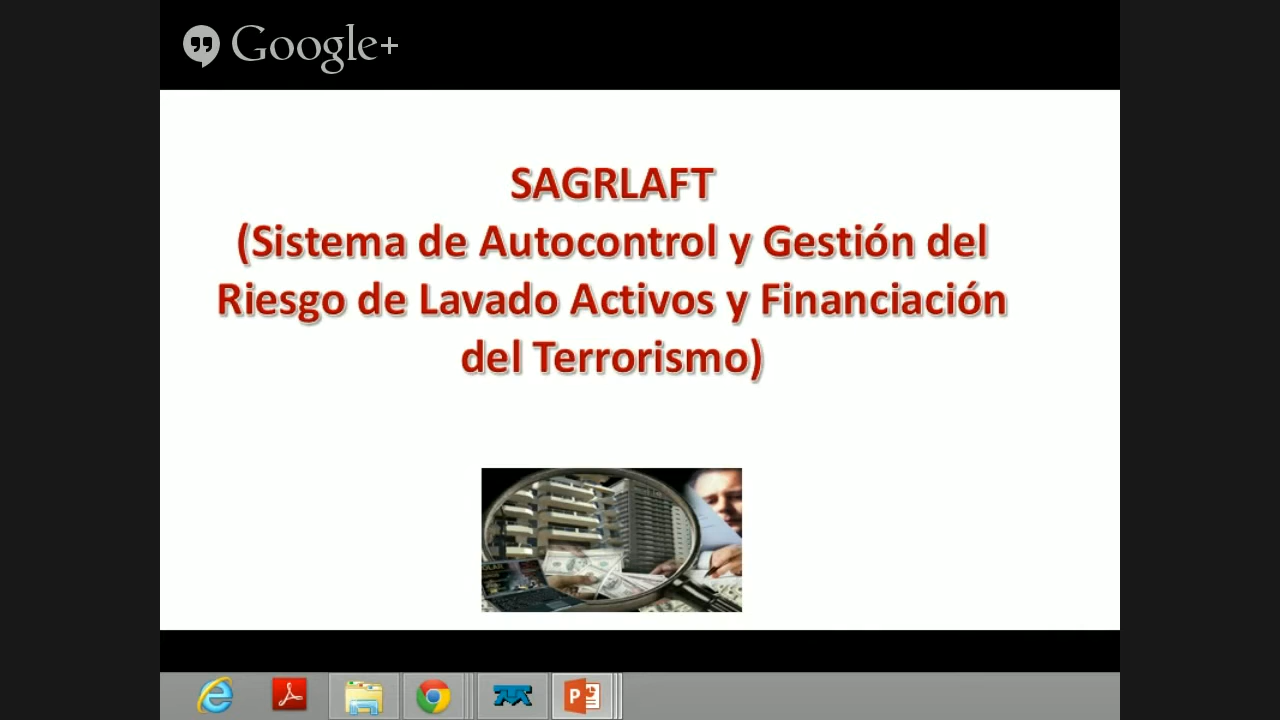 Google+
SAGRLAFT
(Sistema de Autocontrol y Gestión del
Riesgo de Lavado Activos y Financiación
del Terrorismo)